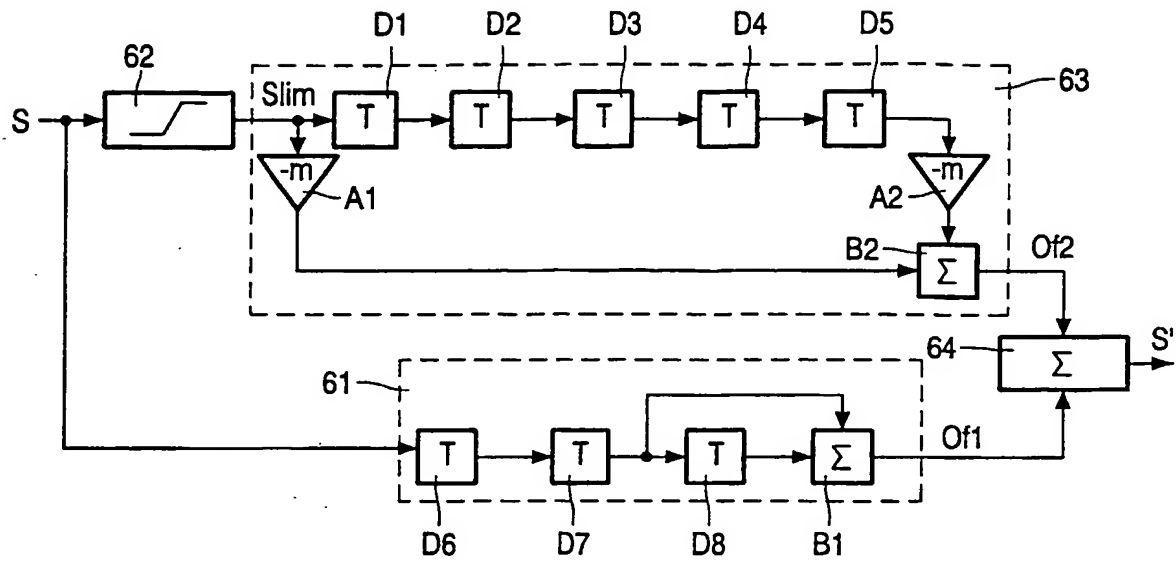 D1 D2 D3 D4 D5
62 63
S Slim T T T T T
-m -m
A1 A2
B2 Of2
Σ
64 Σ S'
61
T T T Σ Of1
D6 D7 D8 B1